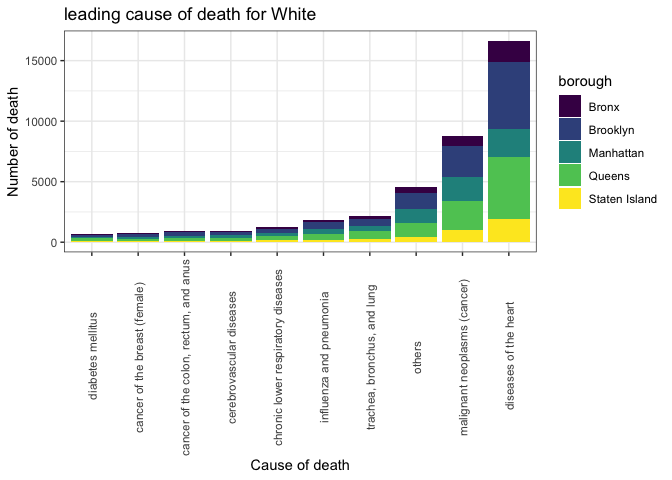 leading cause of death for White
Number of death
15000
10000
5000
0
diabetes mellitus
cancer of the breast (female)
cancer of the colon, rectum, and anus
cerebrovascular diseases
chronic lower respiratory diseases
influenza and pneumonia
trachea, bronchus, and lung
others
malignant neoplasms (cancer)
diseases of the heart
Cause of death
borough
Bronx
Brooklyn
Manhattan
Queens
Staten Island